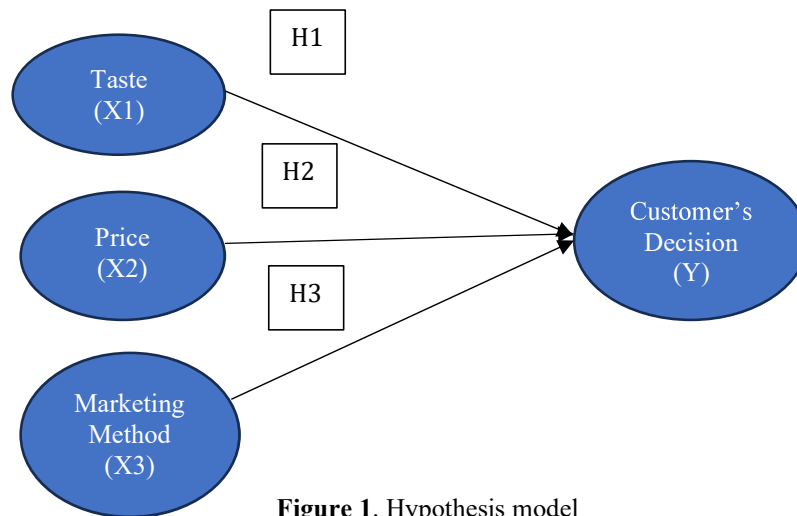 H1
Taste
(X1)
H2
Price
(X2)
Customer’s
Decision
(Y)
H3
Marketing
Method
(X3)
Figure 1. Hypothesis model